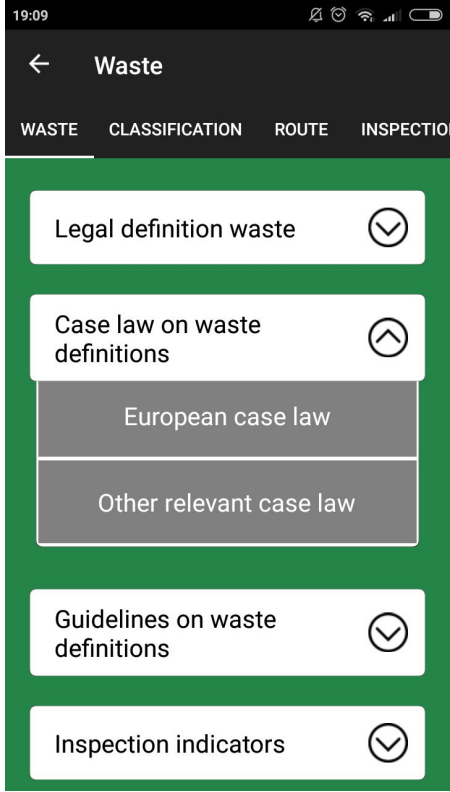 19:09
Waste
WASTE CLASSIFICATION ROUTE INSPECTIO
Legal definition waste
Case law on waste
definitions
European case law
Other relevant case law
Guidelines on waste
definitions
Inspection indicators